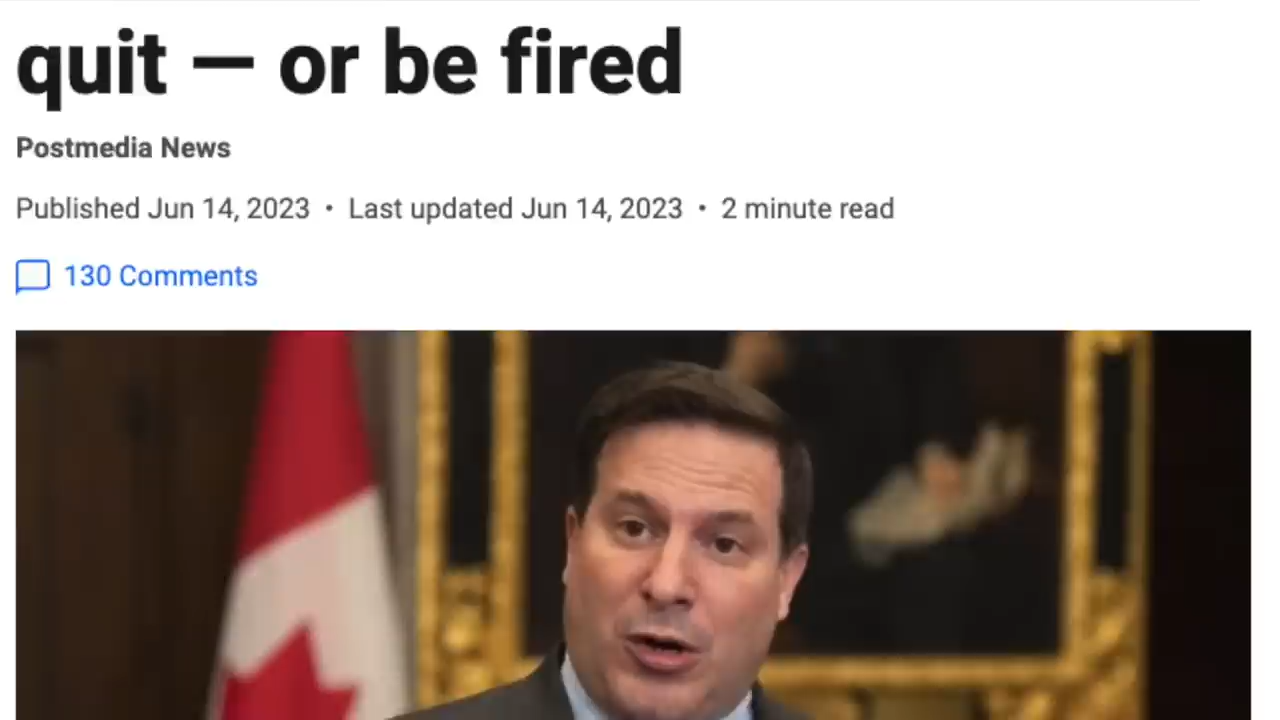 quit — or be fired
Postmedia News
Published Jun 14, 2023 • Last updated Jun 14, 2023 • 2 minute read
130 Comments